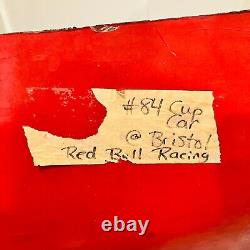 #84 Cup
Car
@ Bristol
Red Bull Racing
ebay